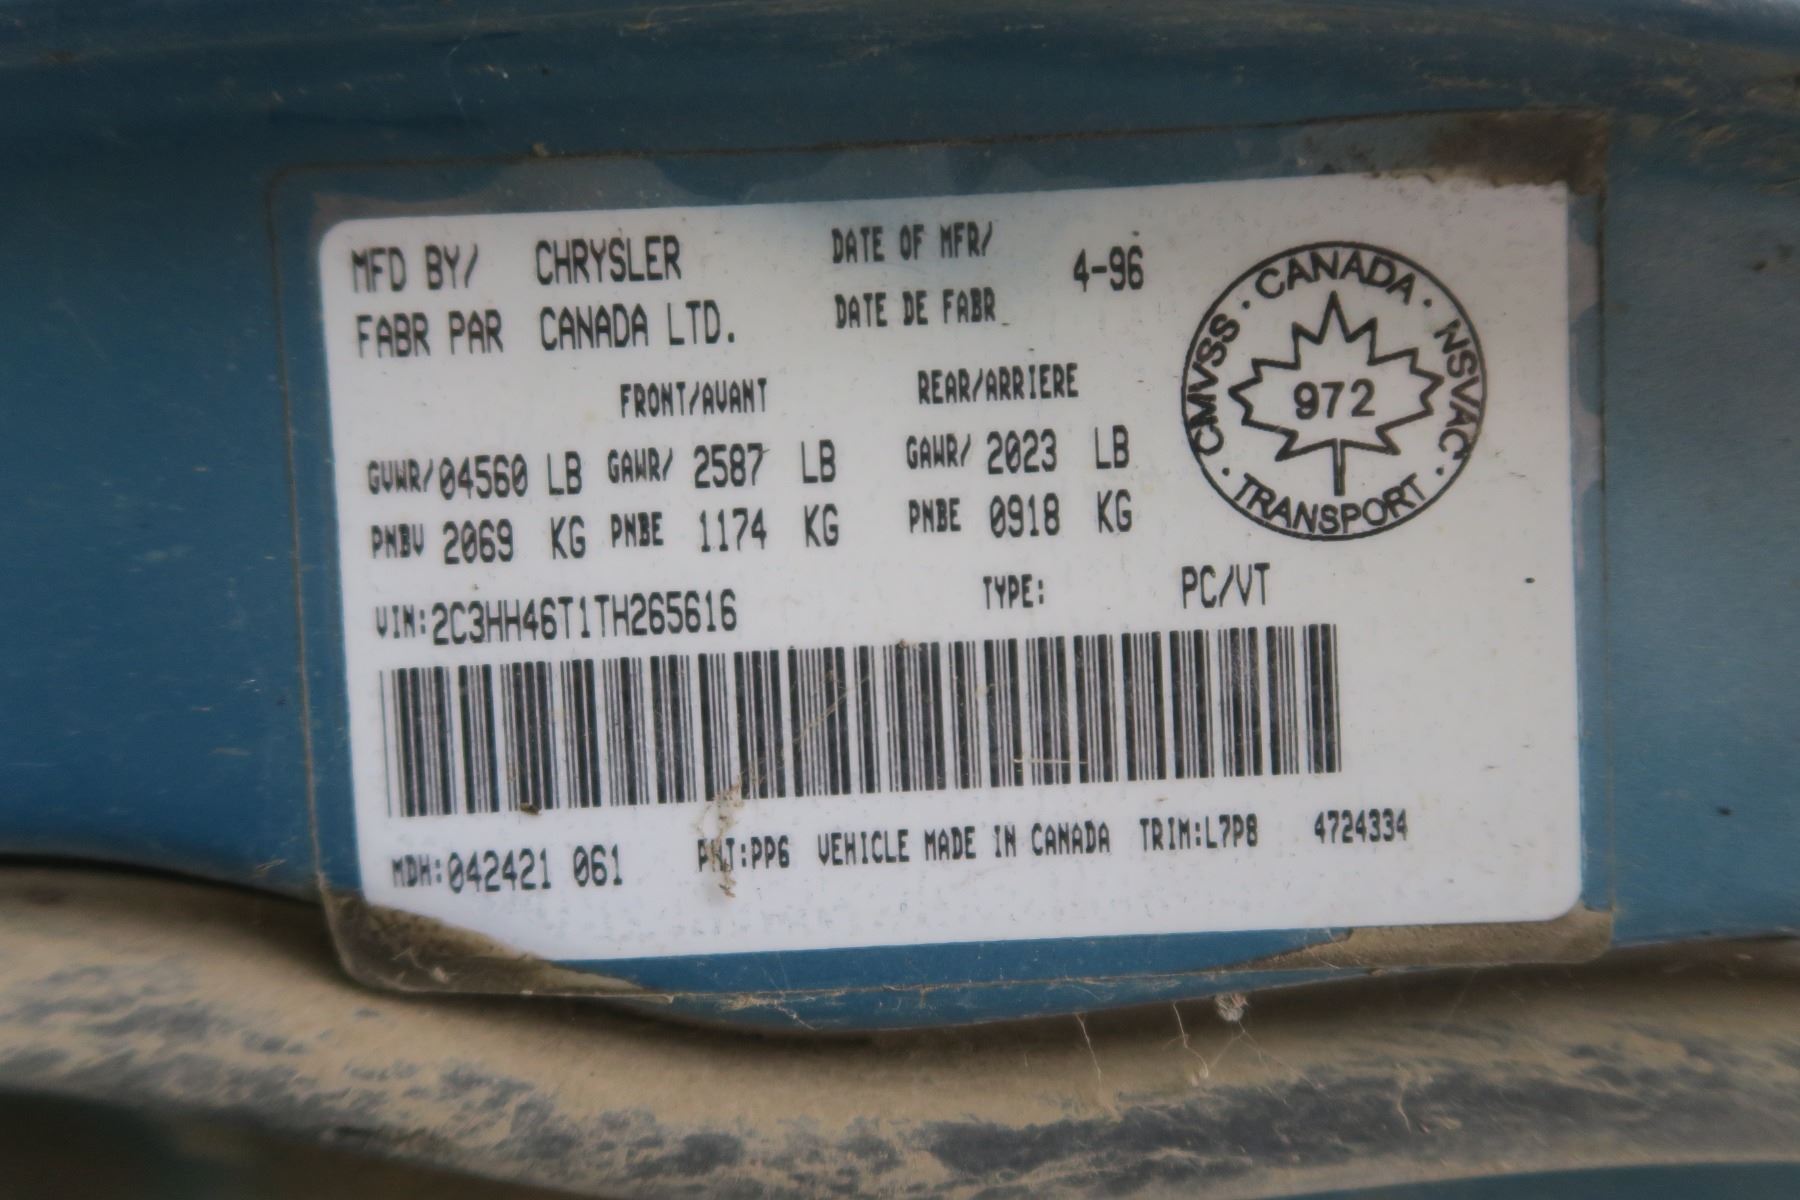 MFD BY/ CHRYSLER DATE OF MFR/ 4-96
FABR PAR CANADA LTD. DATE DE FABR
FRONT/AVANT REAR/ARRIERE
GVWR/04560 LB GAWR/ 2587 LB GAWR/ 2023 LB
PNBV 2069 KG PNBE 1174 KG PNBE 0918 KG
VIN:2C3HH46T1TH265616 TYPE: PC/VT
MDH:042421 061 PNT:PP6 VEHICLE MADE IN CANADA TRIM:L7P8 4724334
CMVSS · CANADA · NSVAC · TRANSPORT ·
972